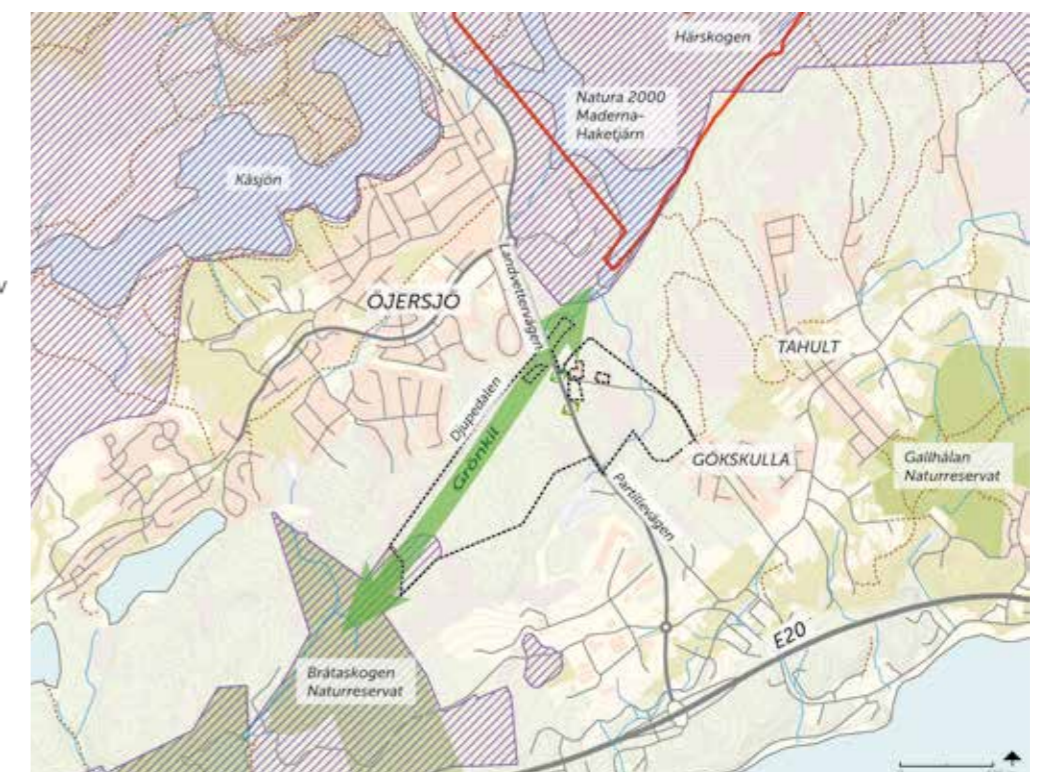 Härskogen
Natura 2000
Maderna-
Haketjärn
Kåsjön
v
Landvettervägen
ÖJERSJÖ
TAHULT
Djupedalen
Grönkil
GÖKSKULLA
Gallhålan
Naturreservat
Partillevägen
E20
Bråtaskogen
Naturreservat